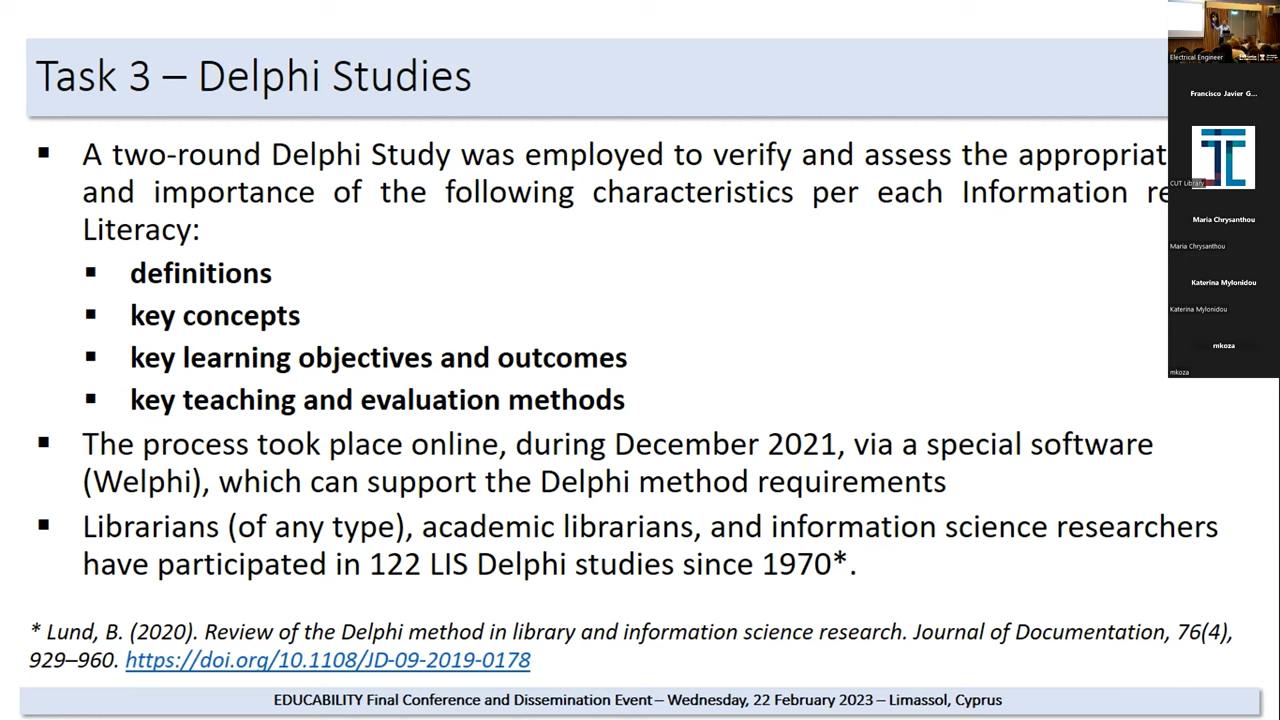 Task 3 – Delphi Studies
▪ A two-round Delphi Study was employed to verify and assess the
and importance of the following characteristics per each Information
Literacy:
▪ definitions
▪ key concepts
▪ key learning objectives and outcomes
▪ key teaching and evaluation methods
▪ The process took place online, during December 2021, via a special software
(Welphi), which can support the Delphi method requirements
▪ Librarians (of any type), academic librarians, and information science researchers
have participated in 122 LIS Delphi studies since 1970*.
* Lund, B. (2020). Review of the Delphi method in library and information science research. Journal of Documentation, 76(4),
929–960. https://doi.org/10.1108/JD-09-2019-0178
EDUCABILITY Final Conference and Dissemination Event – Wednesday, 22 February 2023 – Limassol, Cyprus
Electrical Engineer
Francisco Javier G...
CUT Library
Maria Chrysanthou
Maria Chrysanthou
Katerina Mylonidou
Katerina Mylonidou
mkoza
mkoza